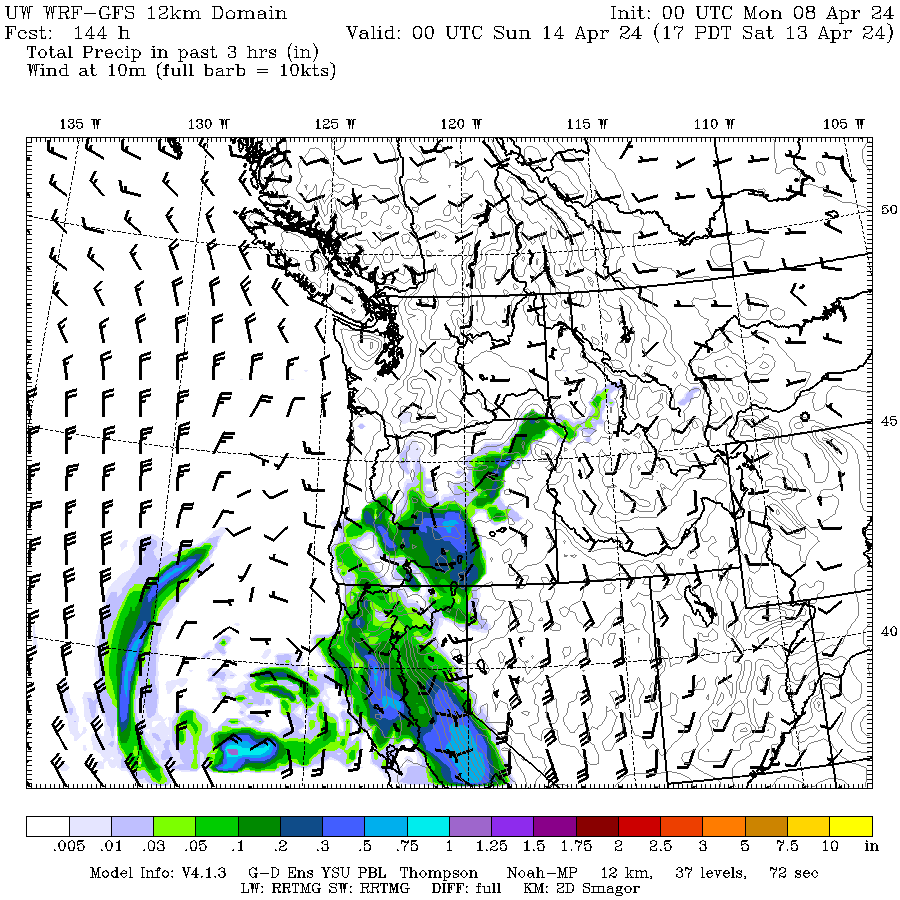 UW WRF-GFS 12km Domain Init: 00 UTC Mon 08 Apr 24
Fcst: 144 h Valid: 00 UTC Sun 14 Apr 24 (17 PDT Sat 13 Apr 24)
Total Precip in past 3 hrs (in)
Wind at 10m (full barb = 10kts)
135 W 130 W 125 W 120 W 115 W 110 W 105 W
50
45
40
.005 .01 .03 .05 .1 .2 .3 .5 .75 1 1.25 1.5 1.75 2 2.5 3 5 7.5 10 in
Model Info: V4.1.3 G-D Ens YSU PBL Thompson Noah-MP 12 km, 37 levels, 72 sec
LW: RRTMG SW: RRTMG DIFF: full KM: 2D Smagor